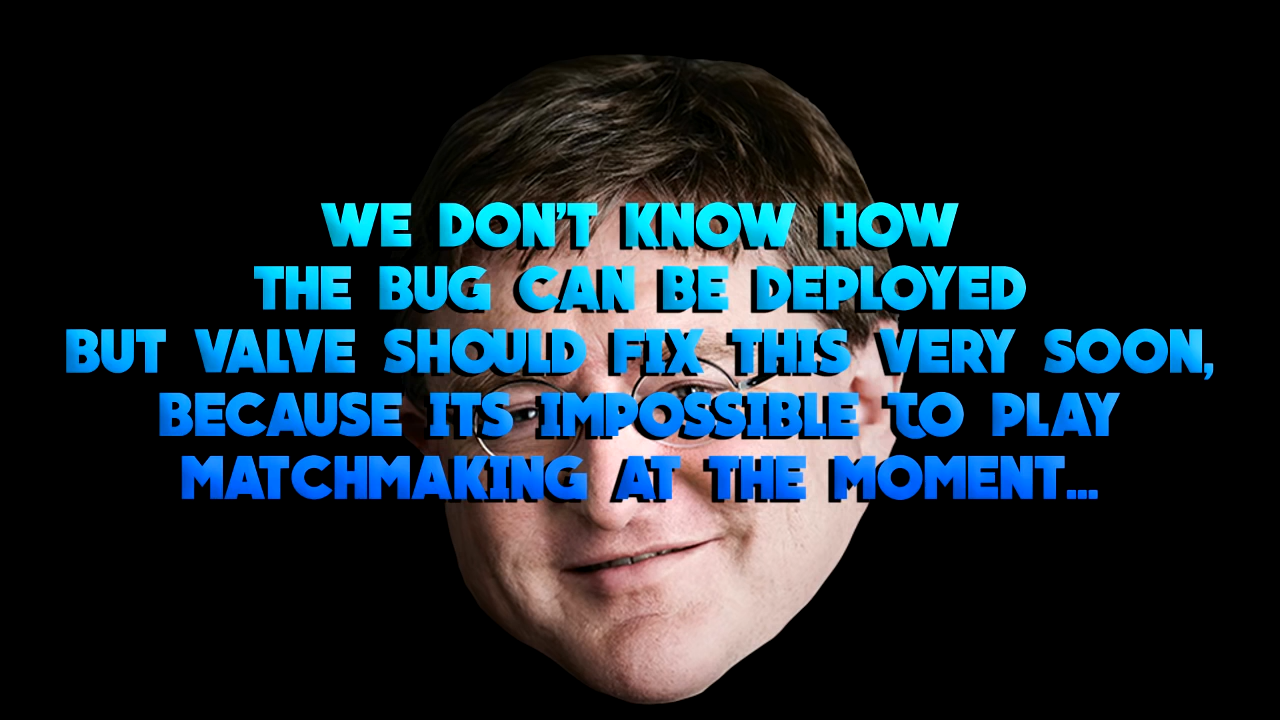 WE DON'T KNOW HOW
THE BUG CAN BE DEPLOYED
BUT VALVE SHOULD FIX THIS VERY SOON,
BECAUSE ITS IMPOSSIBLE TO PLAY
MATCHMAKING AT THE MOMENT...